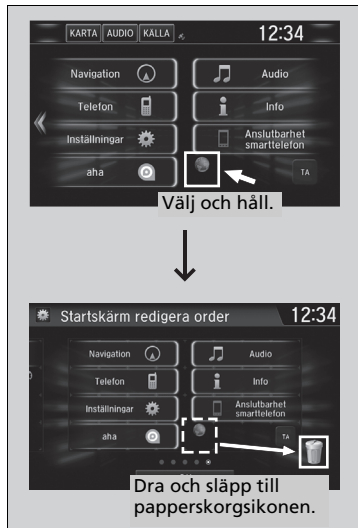 KARTA AUDIO KÄLLA 12:34
Navigation Audio
Telefon Info
Inställningar Anslutbarhet
smarttelefon
aha TA
Välj och håll.
Startskärm redigera order 12:34
Navigation Audio
Telefon Info
Inställningar Anslutbarhet
smarttelefon
aha TA
Dra och släpp till
papperskorgsikonen.